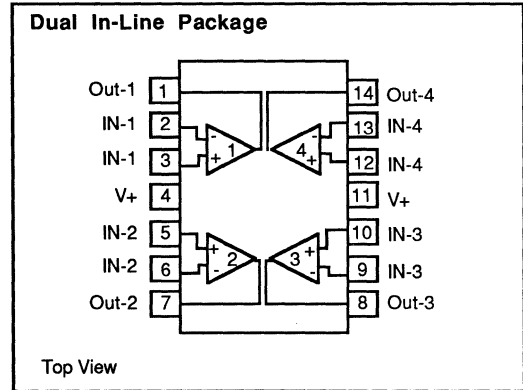 Dual In-Line Package
Out-1 1 14 Out-4
IN-1 2 - - 13 IN-4
IN-1 3 + 1 4 + 12 IN-4
V+ 4 11 V+
IN-2 5 + + 10 IN-3
IN-2 6 - 2 3 - 9 IN-3
Out-2 7 8 Out-3
Top View